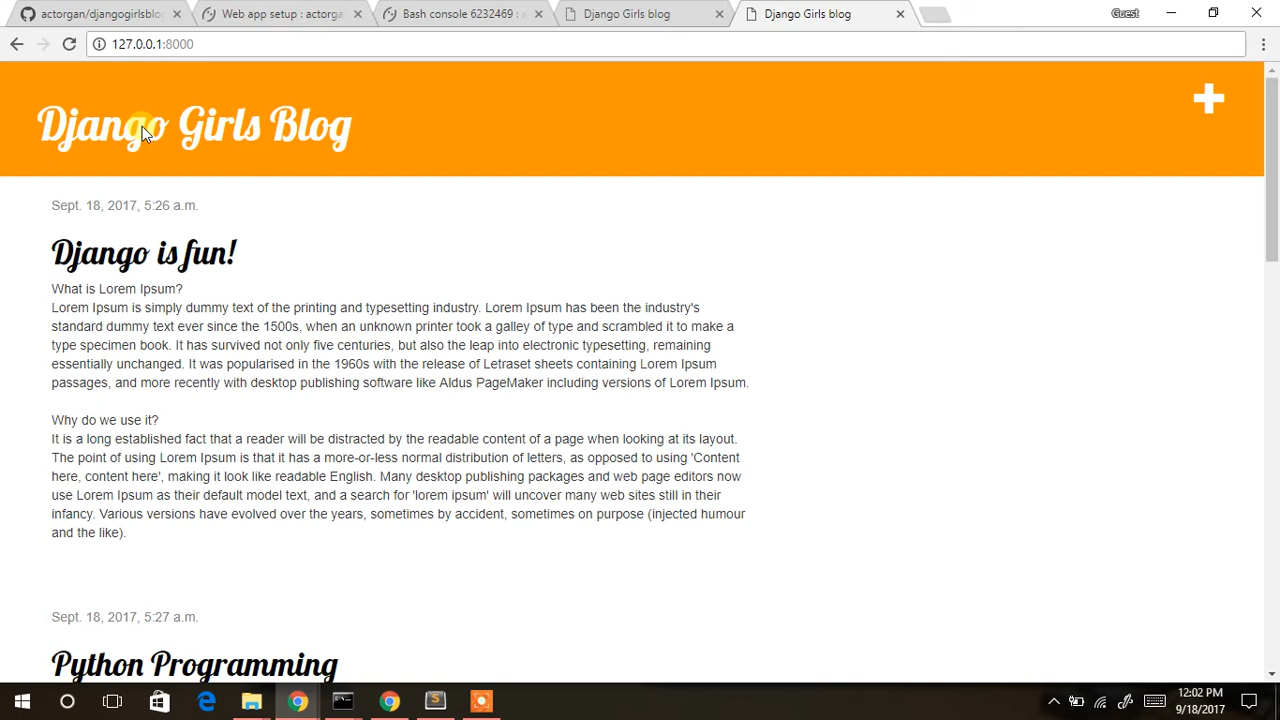 actorgan/djangogirlsblog
Web app setup : actorga
Bash console 6232469 : a
Django Girls blog
Django Girls blog
Guest
127.0.0.1:8000
Django Girls Blog
Sept. 18, 2017, 5:26 a.m.
Django is fun!
What is Lorem Ipsum?
Lorem Ipsum is simply dummy text of the printing and typesetting industry. Lorem Ipsum has been the industry's
standard dummy text ever since the 1500s, when an unknown printer took a galley of type and scrambled it to make a
type specimen book. It has survived not only five centuries, but also the leap into electronic typesetting, remaining
essentially unchanged. It was popularised in the 1960s with the release of Letraset sheets containing Lorem Ipsum
passages, and more recently with desktop publishing software like Aldus PageMaker including versions of Lorem Ipsum.
Why do we use it?
It is a long established fact that a reader will be distracted by the readable content of a page when looking at its layout.
The point of using Lorem Ipsum is that it has a more-or-less normal distribution of letters, as opposed to using 'Content
here, content here', making it look like readable English. Many desktop publishing packages and web page editors now
use Lorem Ipsum as their default model text, and a search for 'lorem ipsum' will uncover many web sites still in their
infancy. Various versions have evolved over the years, sometimes by accident, sometimes on purpose (injected humour
and the like).
Sept. 18, 2017, 5:27 a.m.
Python Programming
12:02 PM
9/18/2017